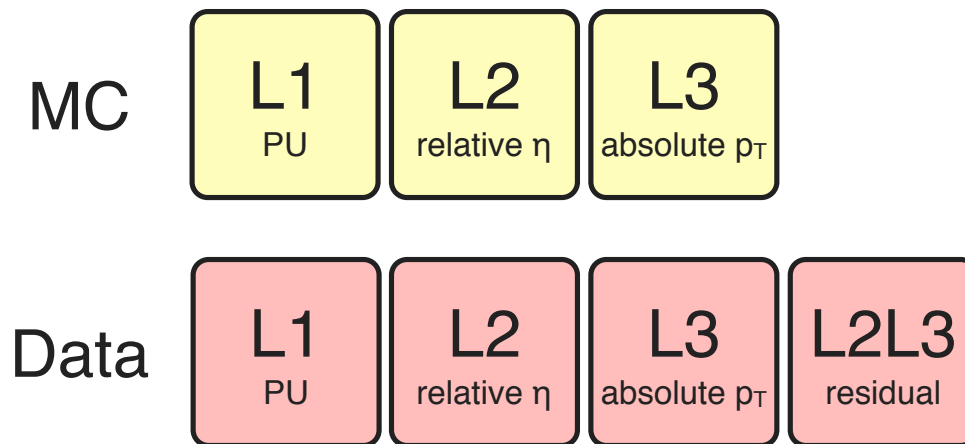 MC
L1
PU
L2
relative η
L3
absolute pT
Data
L1
PU
L2
relative η
L3
absolute pT
L2L3
residual